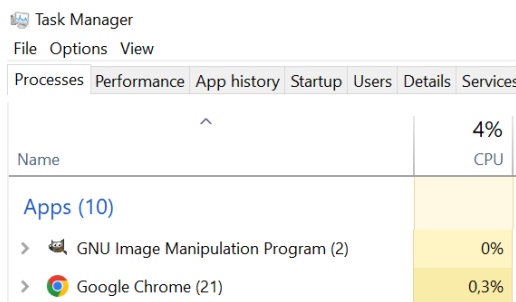 Task Manager
File Options View
Processes Performance App history Startup Users Details Services
4%
Name CPU
Apps (10)
GNU Image Manipulation Program (2) 0%
Google Chrome (21) 0,3%